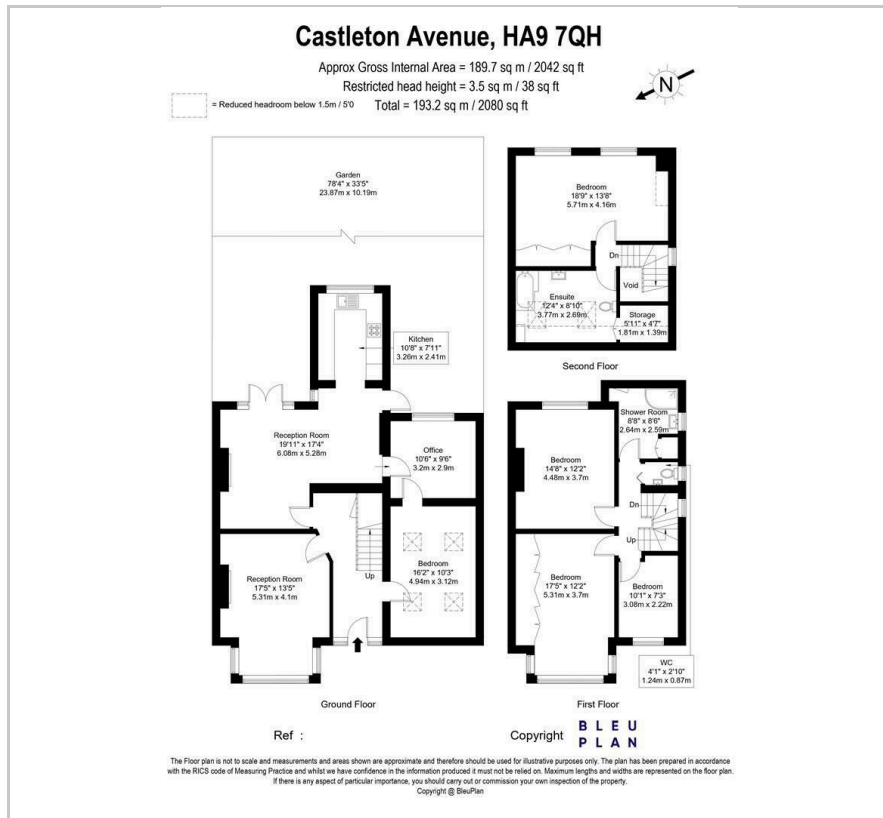 Castleton Avenue, HA9 7QH
Approx Gross Internal Area = 189.7 sq m / 2042 sq ft
Restricted head height = 3.5 sq m / 38 sq ft
= Reduced headroom below 1.5m / 5'0
Total = 193.2 sq m / 2080 sq ft
N
Garden
78'4" x 33'5"
23.87m x 10.19m
Kitchen
10'8" x 7'11"
3.26m x 2.41m
Reception Room
19'11" x 17'4"
6.08m x 5.28m
Office
10'6" x 9'6"
3.2m x 2.9m
Bedroom
16'2" x 10'3"
4.94m x 3.12m
Reception Room
17'5" x 13'5"
5.31m x 4.1m
Up
Ground Floor
Bedroom
18'9" x 13'8"
5.71m x 4.16m
Dn
Void
Ensuite
12'4" x 8'10"
3.77m x 2.69m
Storage
5'11" x 4'7"
1.81m x 1.39m
Second Floor
Shower Room
8'8" x 8'6"
2.64m x 2.59m
Bedroom
14'8" x 12'2"
4.48m x 3.7m
Dn
Up
Bedroom
17'5" x 12'2"
5.31m x 3.7m
Bedroom
10'1" x 7'3"
3.08m x 2.22m
WC
4'1" x 2'10"
1.24m x 0.87m
First Floor
Ref :
Copyright
BLEU
PLAN
The Floor plan is not to scale and measurements and areas shown are approximate and therefore should be used for illustrative purposes only. The plan has been prepared in accordance
with the RICS code of Measuring Practice and whilst we have confidence in the information produced it must not be relied on. Maximum lengths and widths are represented on the floor plan.
If there is any aspect of particular importance, you should carry out or commission your own inspection of the property.
Copyright @ BleuPlan